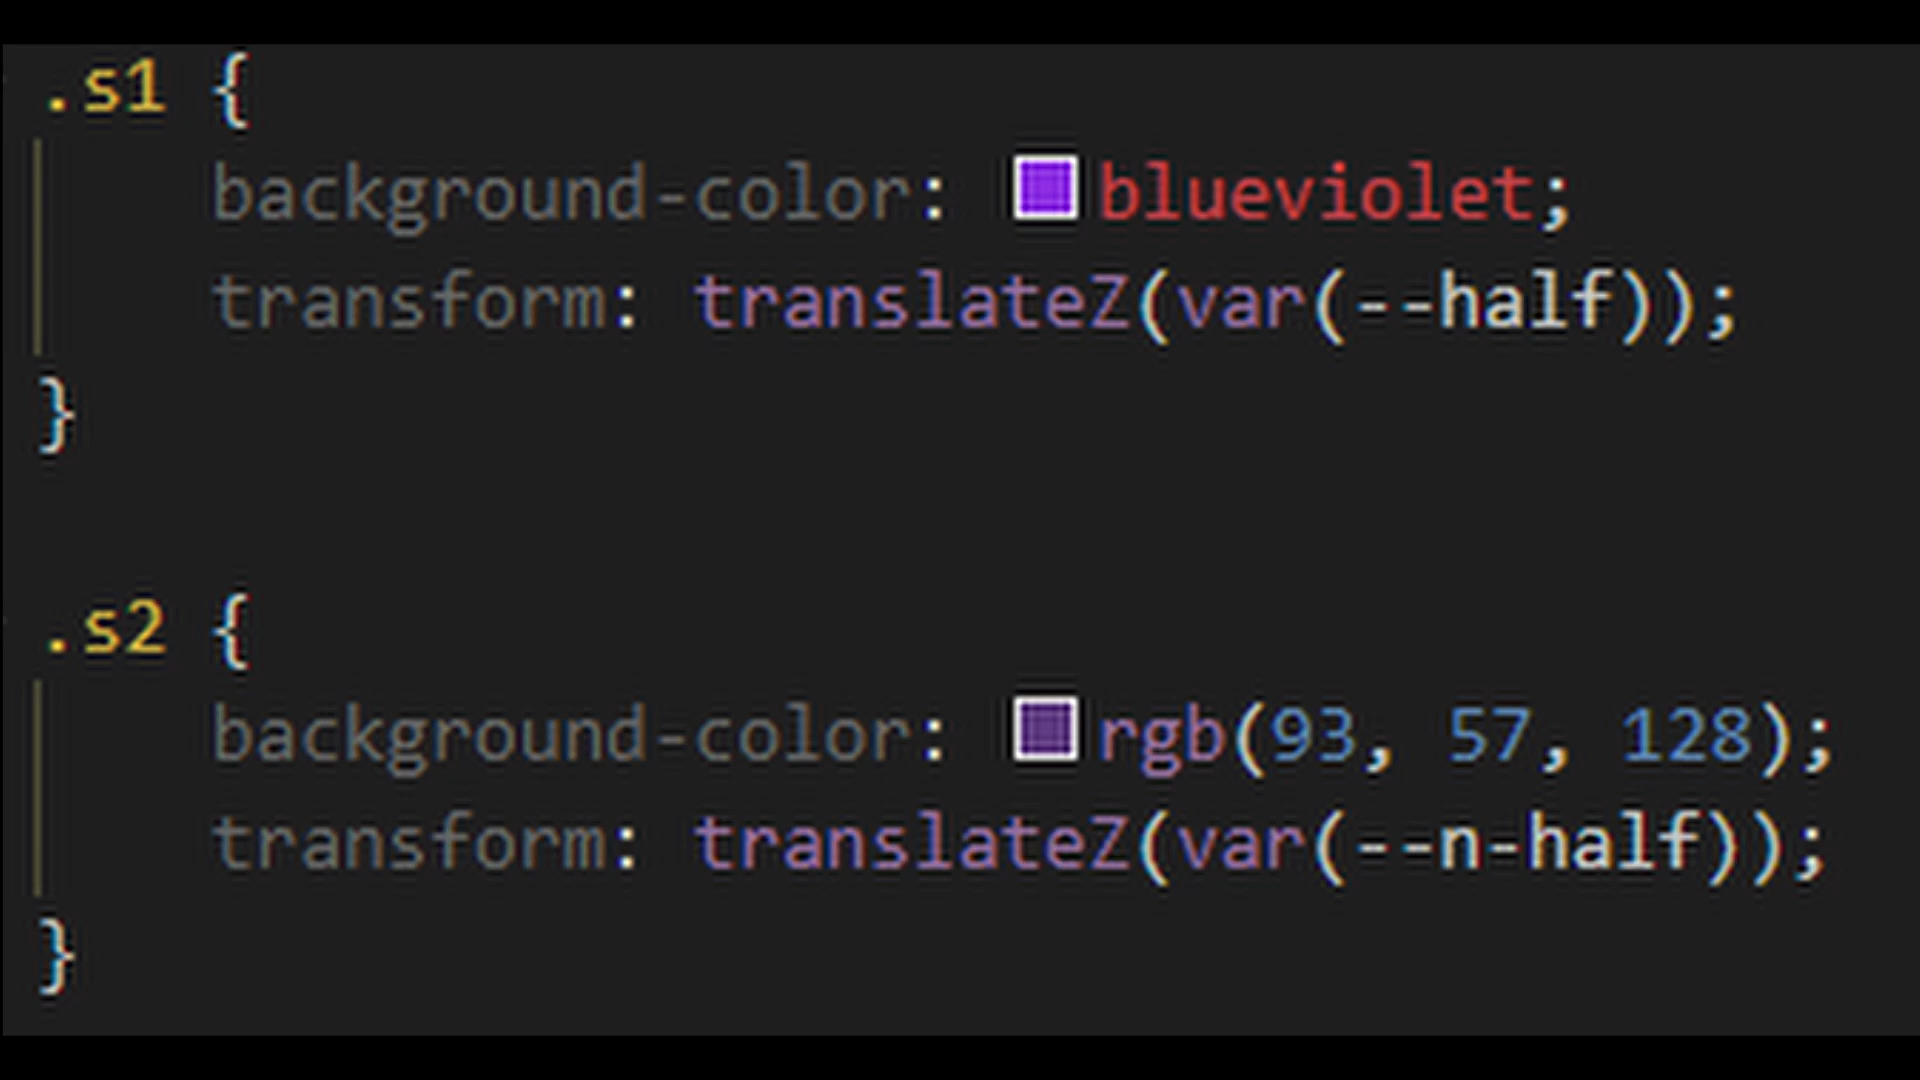 .s1 {
background-color: blueviolet;
transform: translateZ(var(--half));
}
.s2 {
background-color: rgb(93, 57, 128);
transform: translateZ(var(--n-half));
}